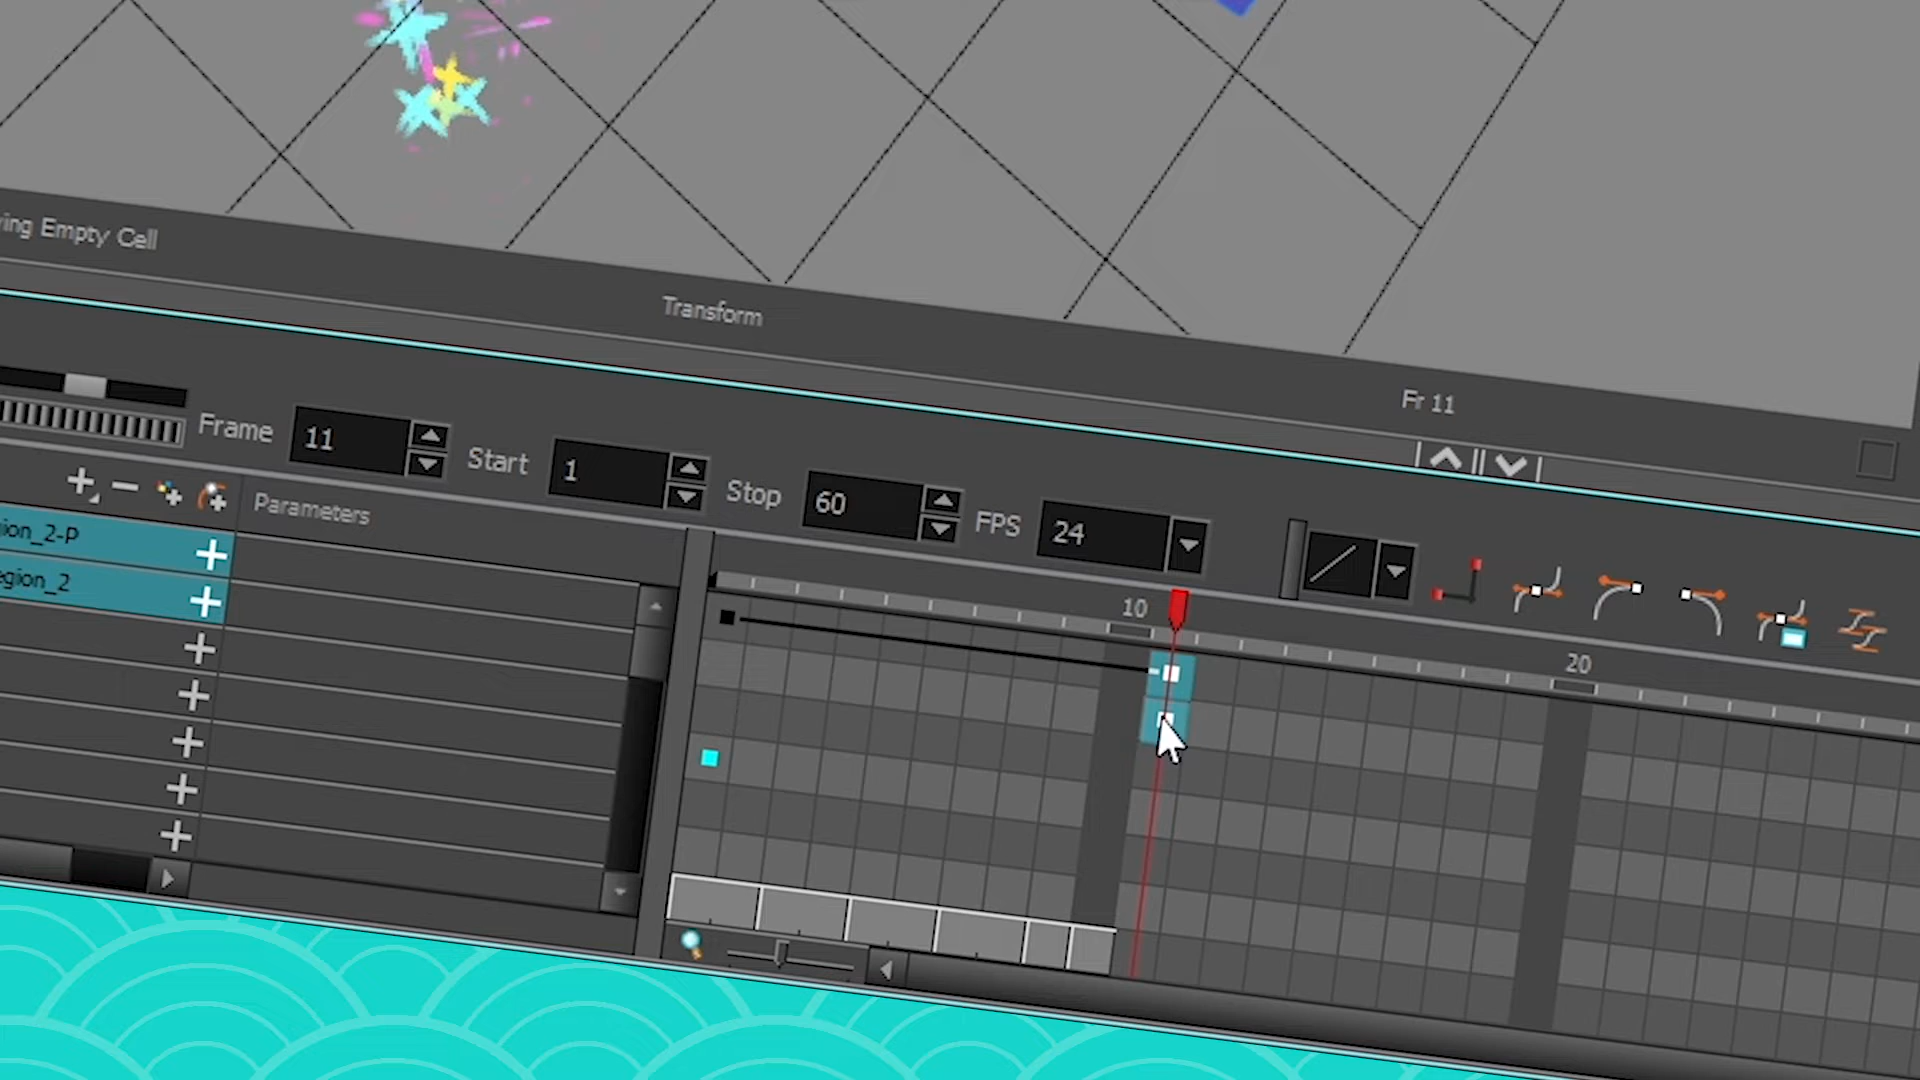 ing Empty Cell
Transform
Fr 11
Frame 11 Start 1 Stop 60 FPS 24
Parameters
ion_2-P
egion_2
10
20